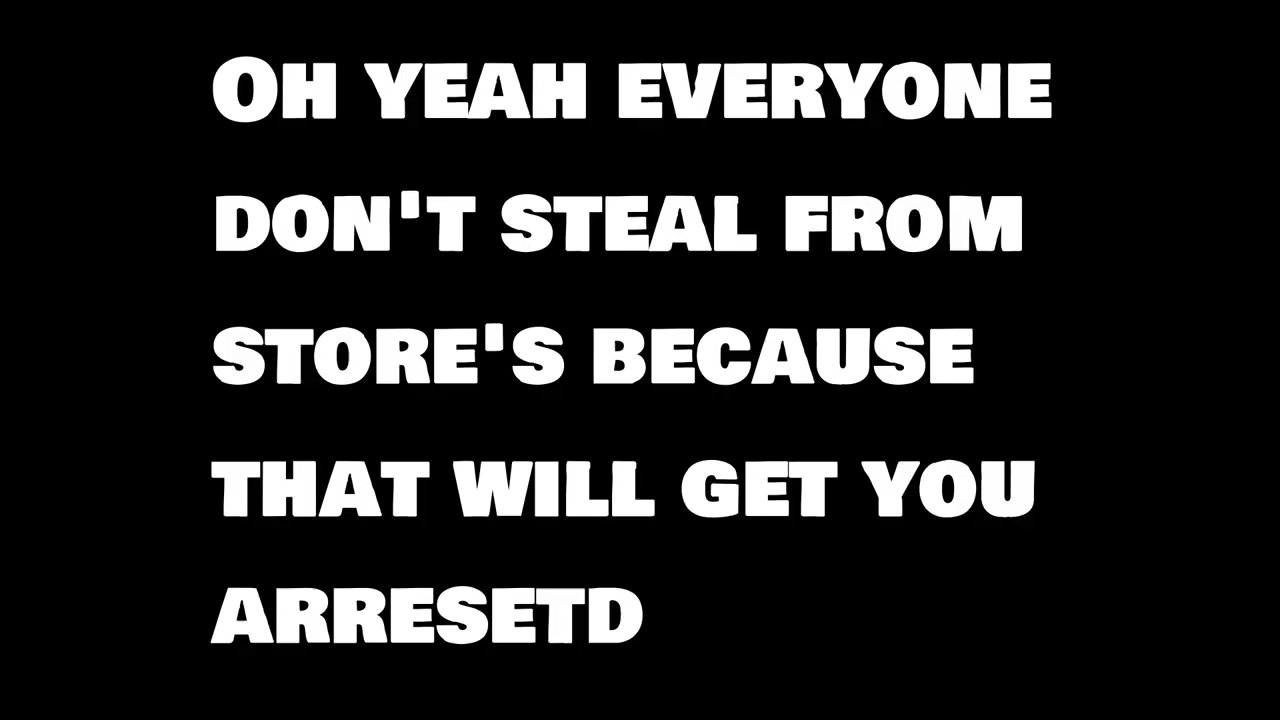 Oh yeah everyone
don't steal from
store's because
that will get you
arresetd